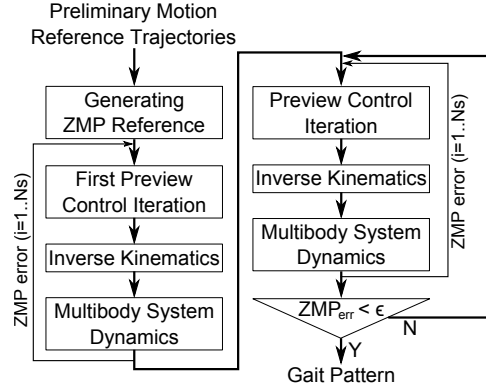 Preliminary Motion
Reference Trajectories
Generating
ZMP Reference
First Preview
Control Iteration
Inverse Kinematics
Multibody System
Dynamics
ZMP error (i=1..Ns)
Preview Control
Iteration
Inverse Kinematics
Multibody System
Dynamics
ZMP error (i=1..Ns)
ZMPerr < ϵ
N
Y
Gait Pattern